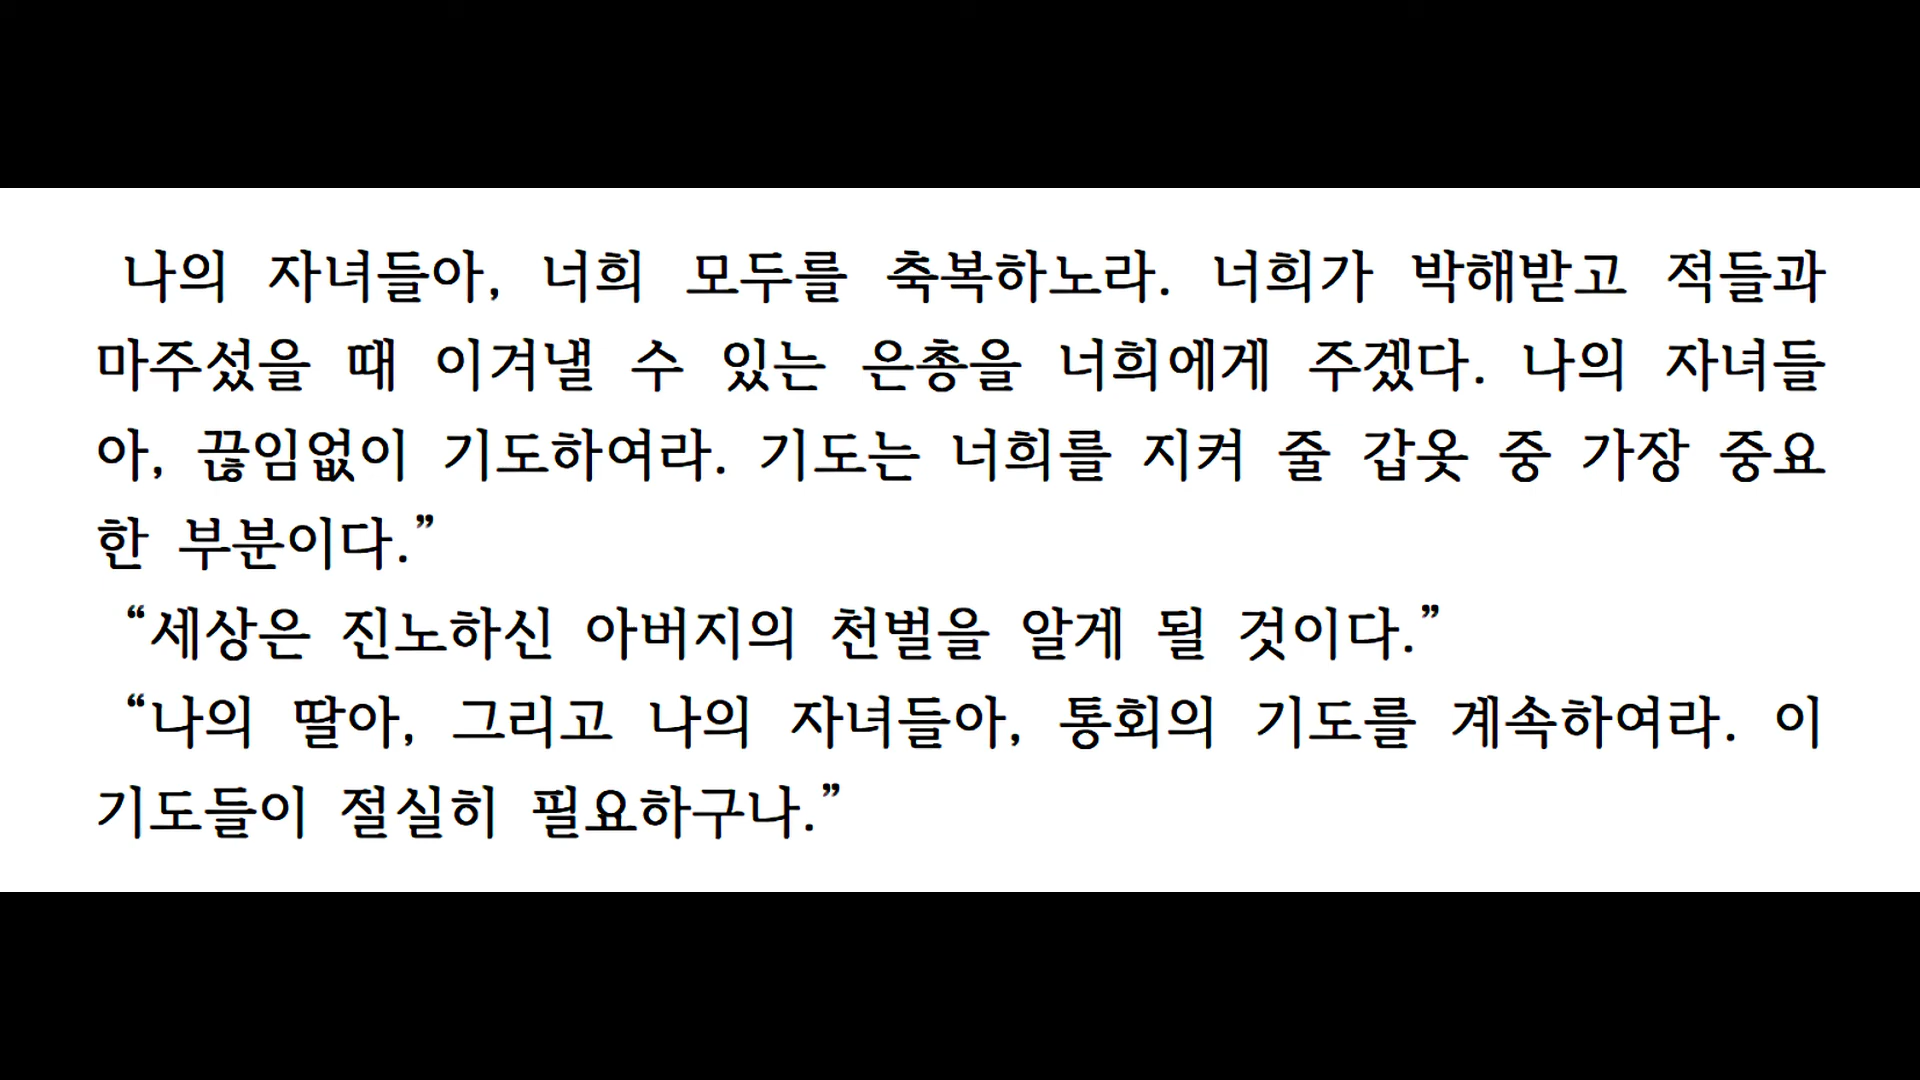 나의 자녀들아, 너희 모두를 축복하노라. 너희가 박해받고 적들과
마주섰을 때 이겨낼 수 있는 은총을 너희에게 주겠다. 나의 자녀들
아, 끊임없이 기도하여라. 기도는 너희를 지켜 줄 갑옷 중 가장 중요
한 부분이다.”
“세상은 진노하신 아버지의 천벌을 알게 될 것이다.”
“나의 딸아, 그리고 나의 자녀들아, 통회의 기도를 계속하여라. 이
기도들이 절실히 필요하구나.”